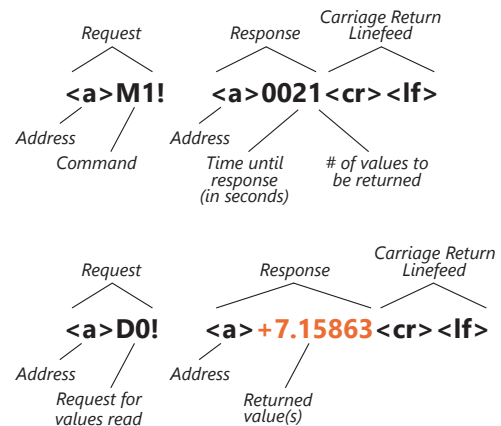 Carriage Return
Request Response Linefeed
<a>M1! <a>0021<cr><lf>
Address Address
Command Time until # of values to
response be returned
(in seconds)
Carriage Return
Request Response Linefeed
<a>D0! <a>+7.15863<cr><lf>
Address Address
Request for Returned
values read value(s)